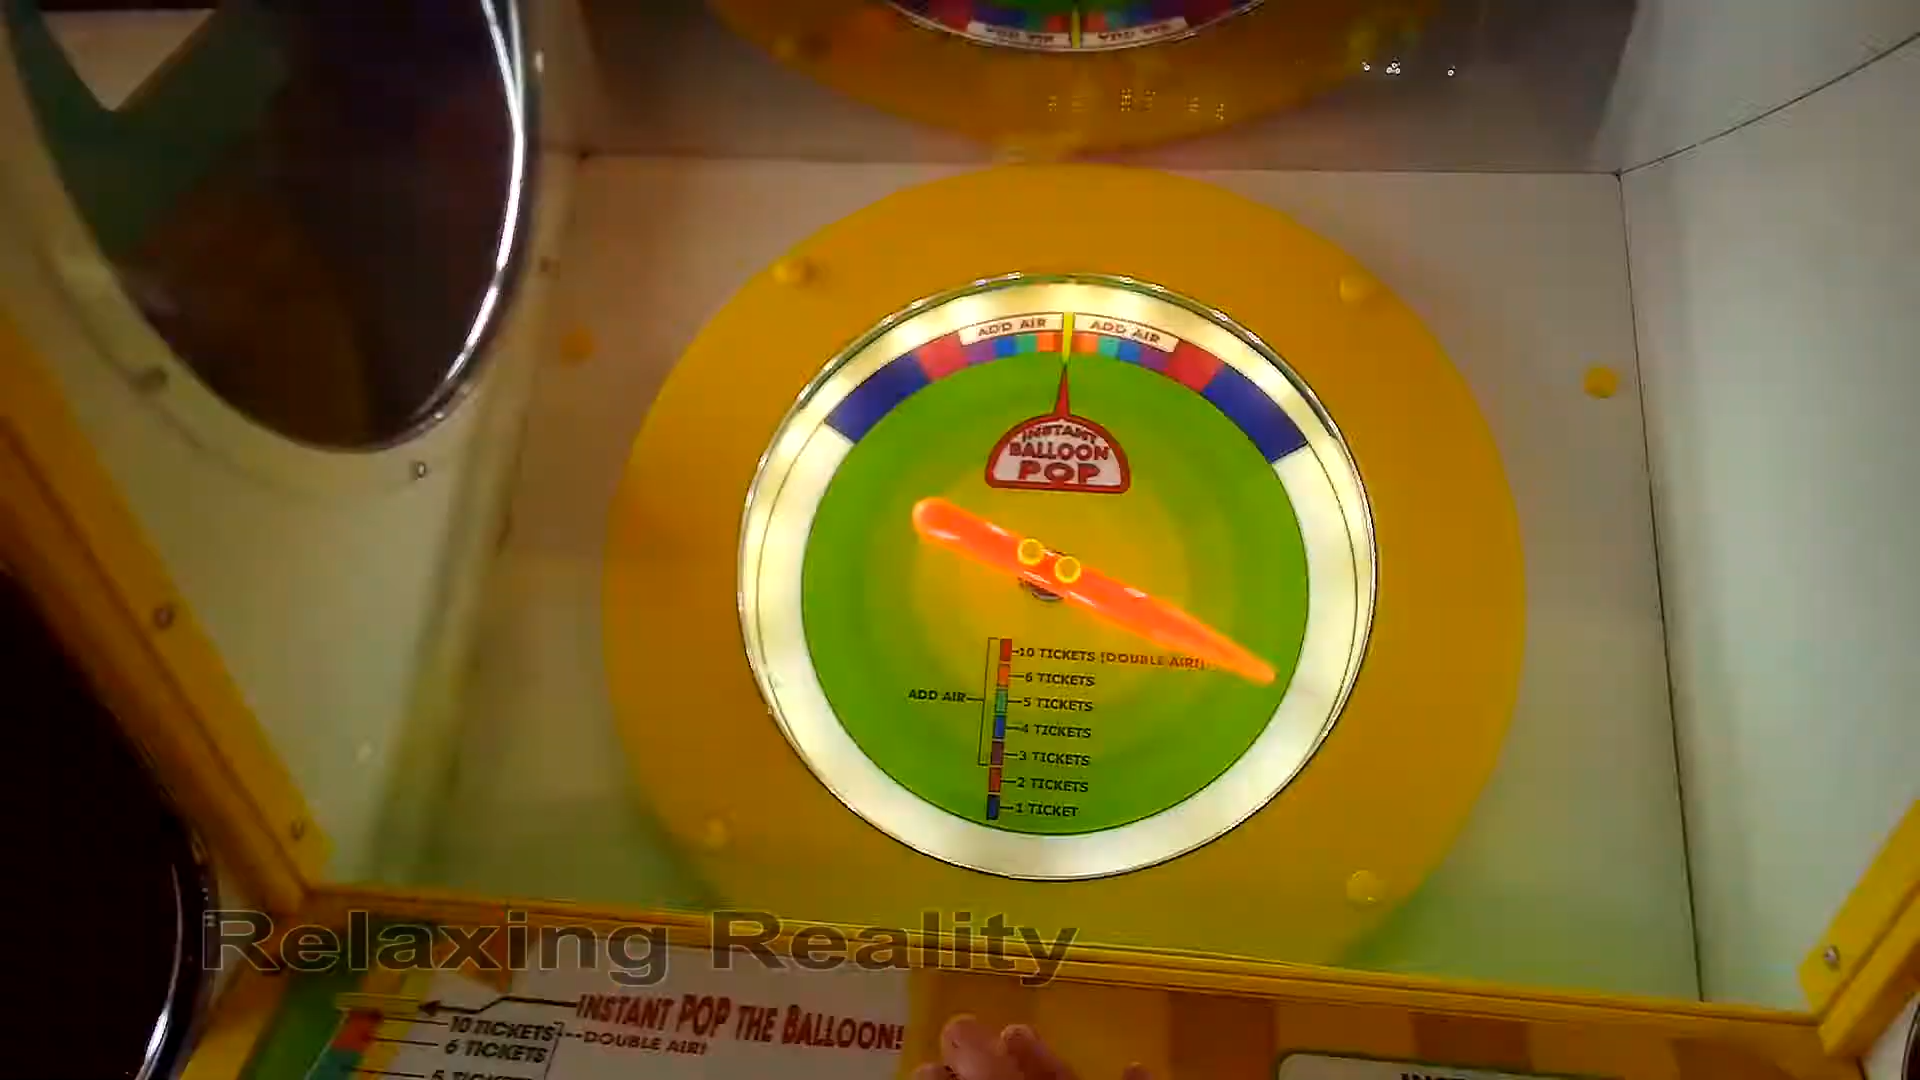 ADD AIR ADD AIR
INSTANT
BALLOON
POP
10 TICKETS (DOUBLE AIR!)
6 TICKETS
ADD AIR
5 TICKETS
4 TICKETS
3 TICKETS
2 TICKETS
1 TICKET
Relaxing Reality
INSTANT POP THE BALLOON!
10 TICKETS
DOUBLE AIR!
6 TICKETS